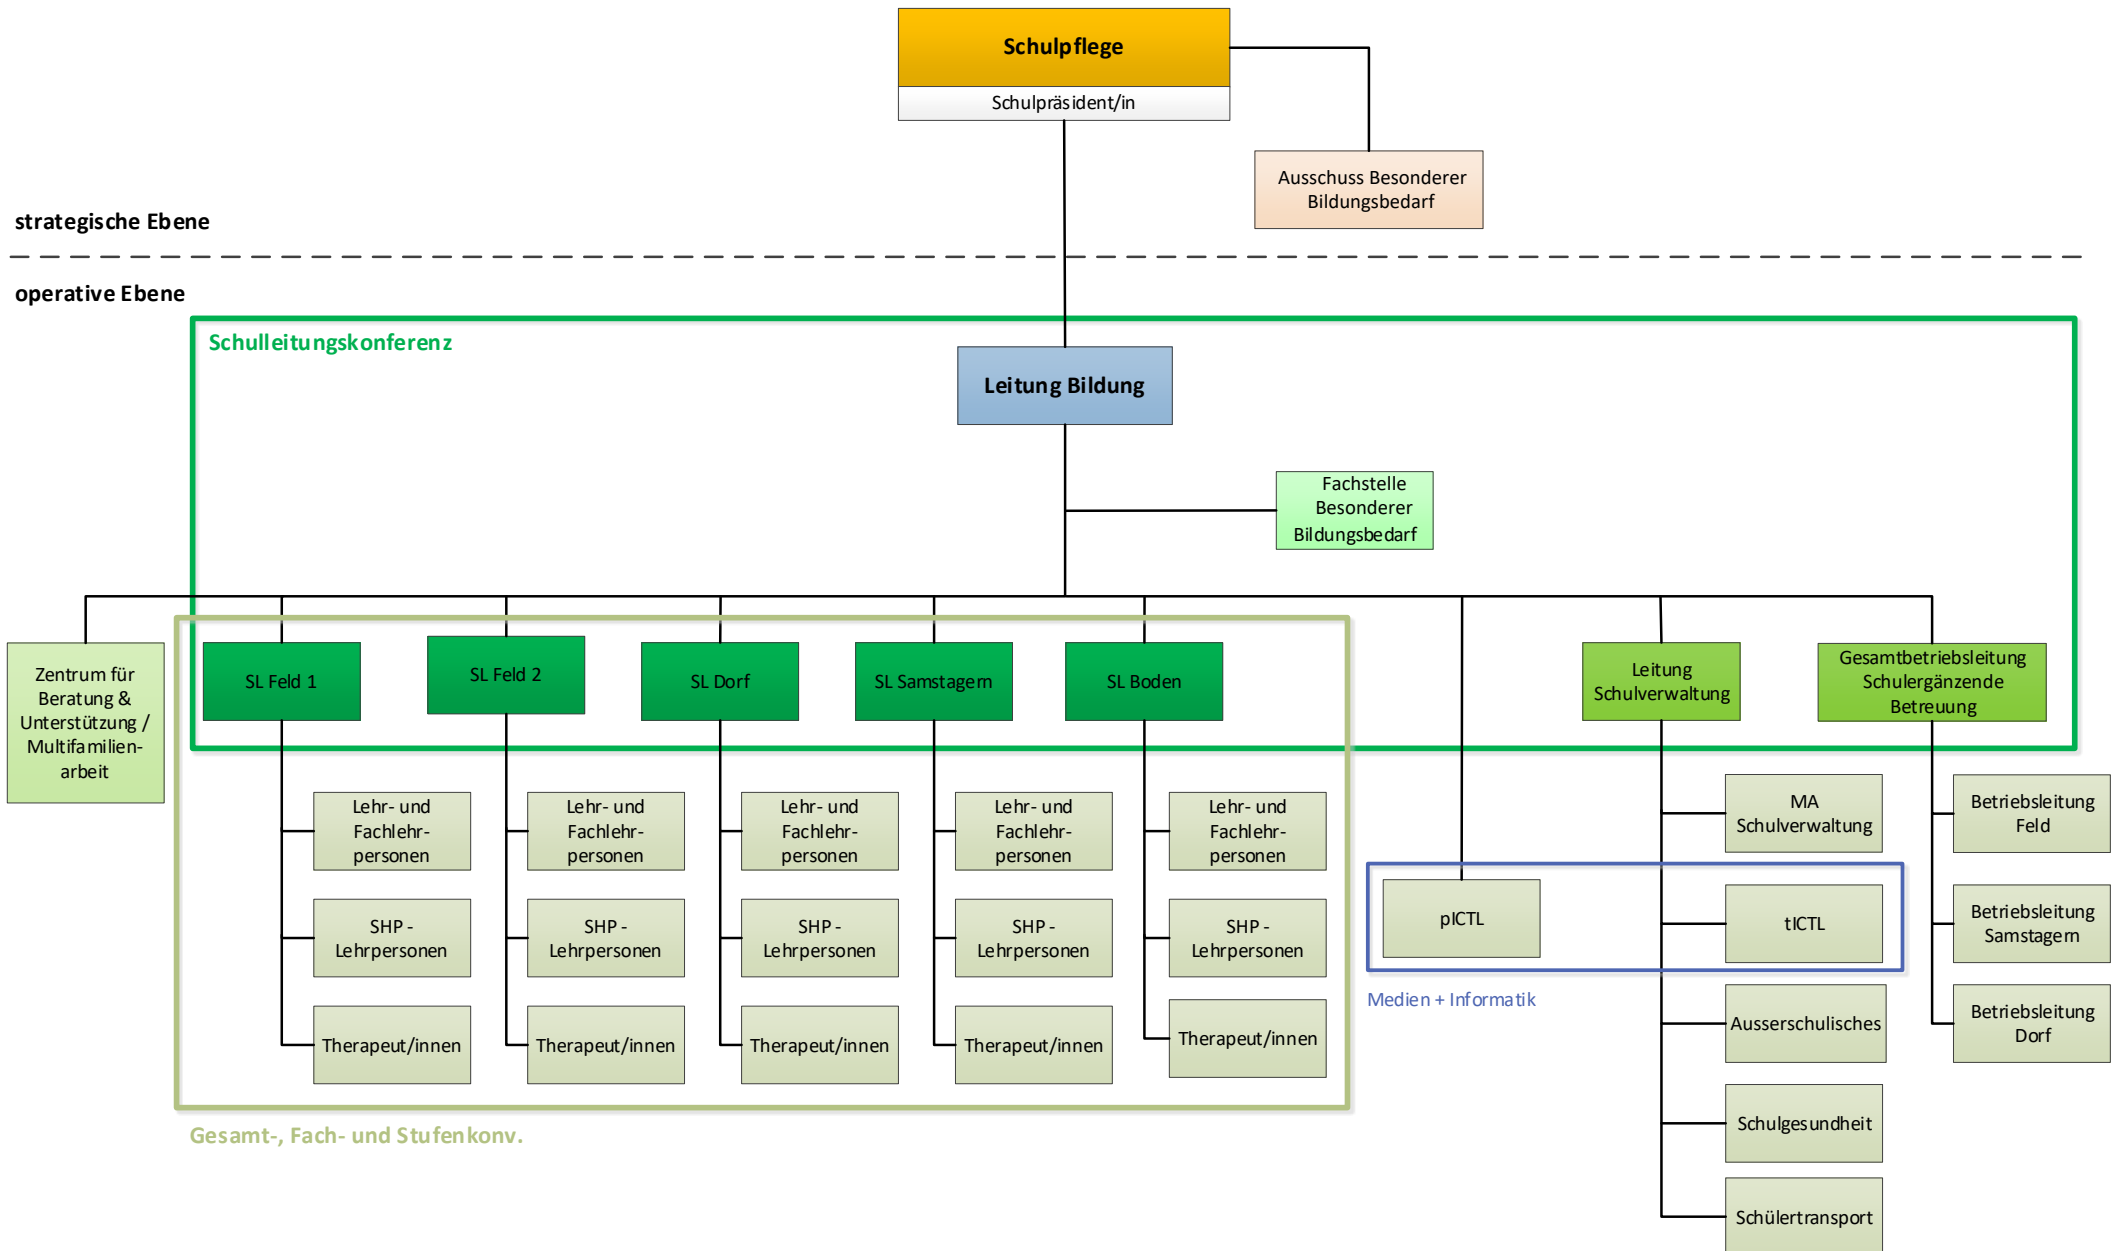 Schulpflege
Schulpräsident/in
Ausschuss Besonderer
Bildungsbedarf
strategische Ebene
operative Ebene
Schulleitungskonferenz
Leitung Bildung
Fachstelle
Besonderer
Bildungsbedarf
Zentrum für
Beratung &
Unterstützung /
Multifamilien-
arbeit
SL Feld 1
SL Feld 2
SL Dorf
SL Samstagern
SL Boden
Leitung
Schulverwaltung
Gesamtbetriebsleitung
Schulergänzende
Betreuung
Lehr- und
Fachlehr-
personen
Lehr- und
Fachlehr-
personen
Lehr- und
Fachlehr-
personen
Lehr- und
Fachlehr-
personen
Lehr- und
Fachlehr-
personen
MA
Schulverwaltung
Betriebsleitung
Feld
SHP -
Lehrpersonen
SHP -
Lehrpersonen
SHP -
Lehrpersonen
SHP -
Lehrpersonen
SHP -
Lehrpersonen
pICTL
tICTL
Betriebsleitung
Samstagern
Medien + Informatik
Therapeut/innen
Therapeut/innen
Therapeut/innen
Therapeut/innen
Therapeut/innen
Ausserschulisches
Betriebsleitung
Dorf
Gesamt-, Fach- und Stufenkonv.
Schulgesundheit
Schülertransport